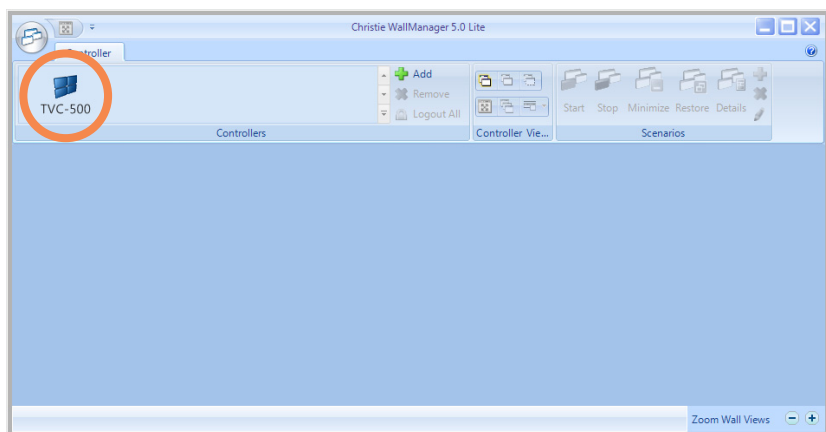 Christie WallManager 5.0 Lite
Controller
TVC-500
Add
Remove
Logout All
Start Stop Minimize Restore Details
Controllers
Controller Vie...
Scenarios
Zoom Wall Views